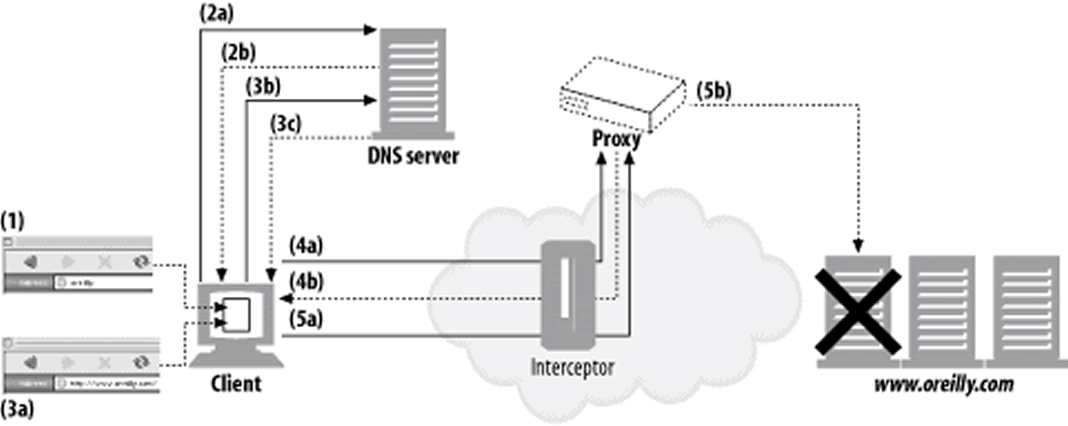 (2a)
(2b)
(3b)
(3c)
DNS server
(5b)
Proxy
(1)
oreilly
(4a)
(4b)
(5a)
Interceptor
http://www.oreilly.com/
Client
www.oreilly.com
(3a)